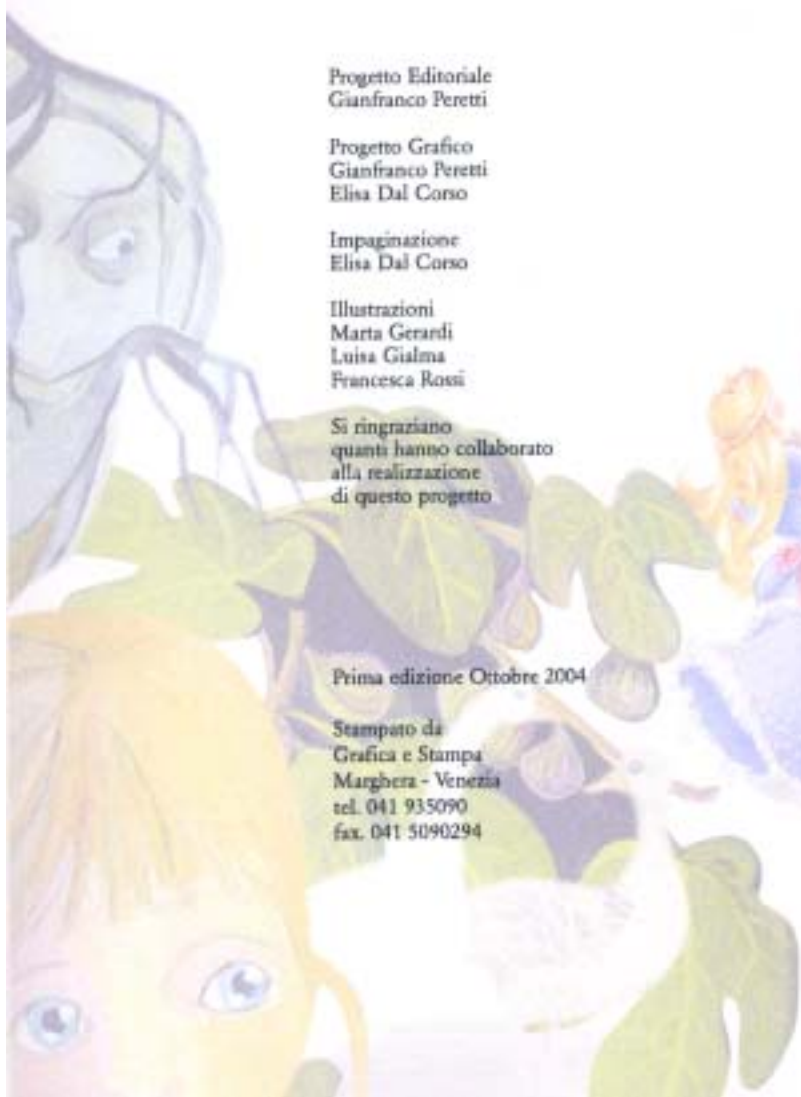 Progetto Editoriale
Gianfranco Peretti
Progetto Grafico
Gianfranco Peretti
Elisa Dal Corso
Impaginazione
Elisa Dal Corso
Illustrazioni
Marta Gerardi
Luisa Gialma
Francesca Rossi
Si ringraziano
quanti hanno collaborato
alla realizzazione
di questo progetto
Prima edizione Ottobre 2004
Stampato da
Grafica e Stampa
Marghera - Venezia
tel. 041 935090
fax. 041 5090294